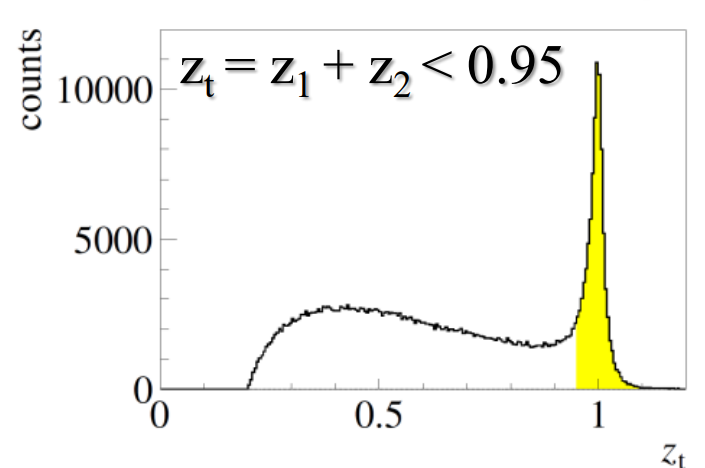 z_t = z_1 + z_2 < 0.95
counts
10000
5000
0
0 0.5 1
z_t